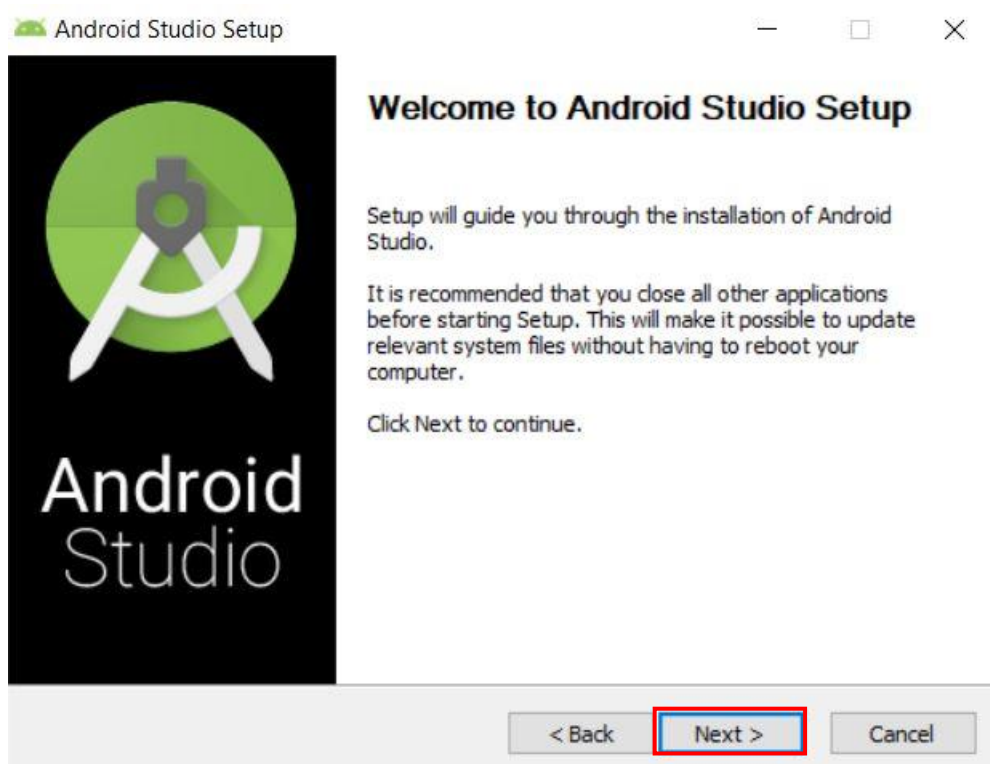 Android Studio Setup
Welcome to Android Studio Setup
Setup will guide you through the installation of Android
Studio.
It is recommended that you close all other applications
before starting Setup. This will make it possible to update
relevant system files without having to reboot your
computer.
Click Next to continue.
Android
Studio
< Back Next > Cancel